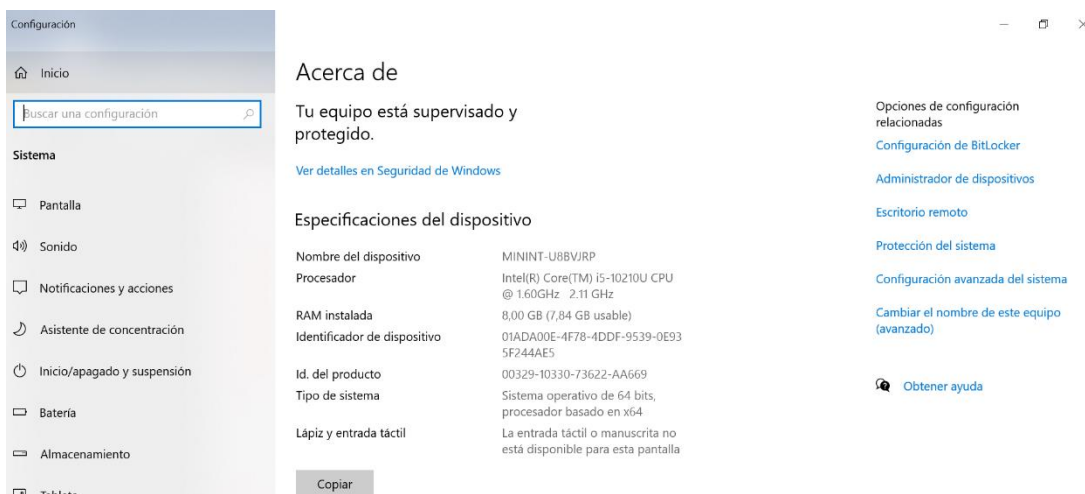 Configuración
Inicio
Buscar una configuración
Sistema
Pantalla
Sonido
Notificaciones y acciones
Asistente de concentración
Inicio/apagado y suspensión
Batería
Almacenamiento
Acerca de
Tu equipo está supervisado y
protegido.
Ver detalles en Seguridad de Windows
Especificaciones del dispositivo
Nombre del dispositivo MININT-U8BVJRP
Procesador Intel(R) Core(TM) i5-10210U CPU
@ 1.60GHz 2.11 GHz
RAM instalada 8,00 GB (7,84 GB usable)
Identificador de dispositivo 01ADA00E-4F78-4DDF-9539-0E93
5F244AE5
Id. del producto 00329-10330-73622-AA669
Tipo de sistema Sistema operativo de 64 bits,
procesador basado en x64
Lápiz y entrada táctil La entrada táctil o manuscrita no
está disponible para esta pantalla
Copiar
Opciones de configuración
relacionadas
Configuración de BitLocker
Administrador de dispositivos
Escritorio remoto
Protección del sistema
Configuración avanzada del sistema
Cambiar el nombre de este equipo
(avanzado)
Obtener ayuda